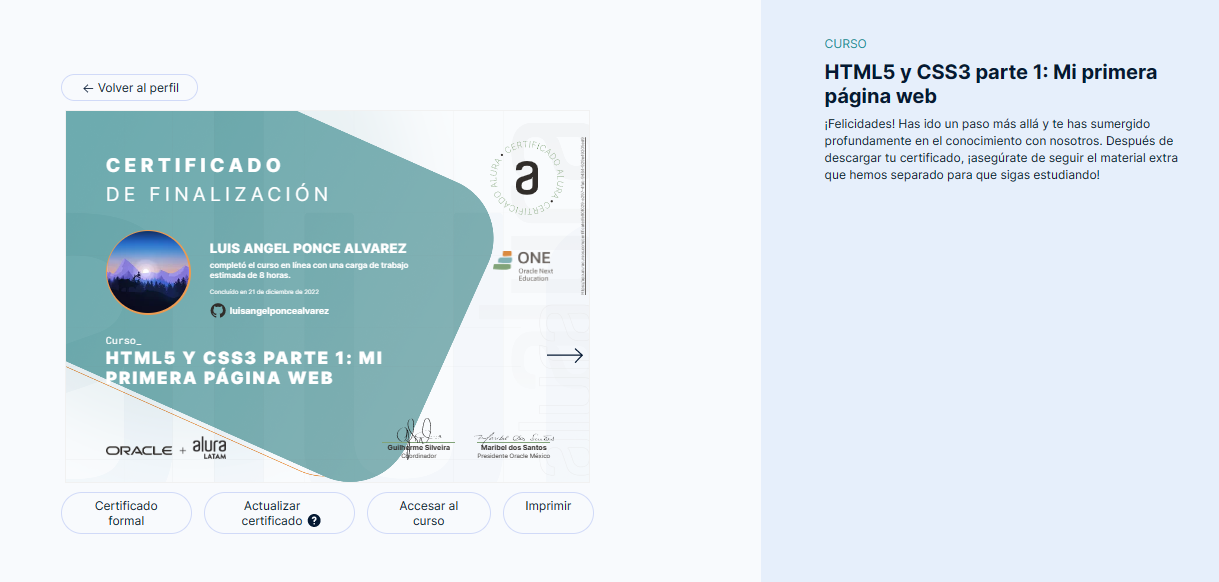 ← Volver al perfil
CERTIFICADO
DE FINALIZACIÓN
LUIS ANGEL PONCE ALVAREZ
completó el curso en línea con una carga de trabajo
estimada de 8 horas.
Concluido en 21 de diciembre de 2022
luisangelponcealvarez
Curso_
HTML5 Y CSS3 PARTE 1: MI
PRIMERA PÁGINA WEB
ORACLE + alura
LATAM
CERTIFICADO ALURA • CERTIFICADO ALURA •
a
ONE
Oracle Next
Education
Guilherme Silveira
Coordinador
Maribel dos Santos
Presidente Oracle México
Certificado
formal
Actualizar
certificado ?
Accesar al
curso
Imprimir
CURSO
HTML5 y CSS3 parte 1: Mi primera
página web
¡Felicidades! Has ido un paso más allá y te has sumergido
profundamente en el conocimiento con nosotros. Después de
descargar tu certificado, ¡asegúrate de seguir el material extra
que hemos separado para que sigas estudiando!